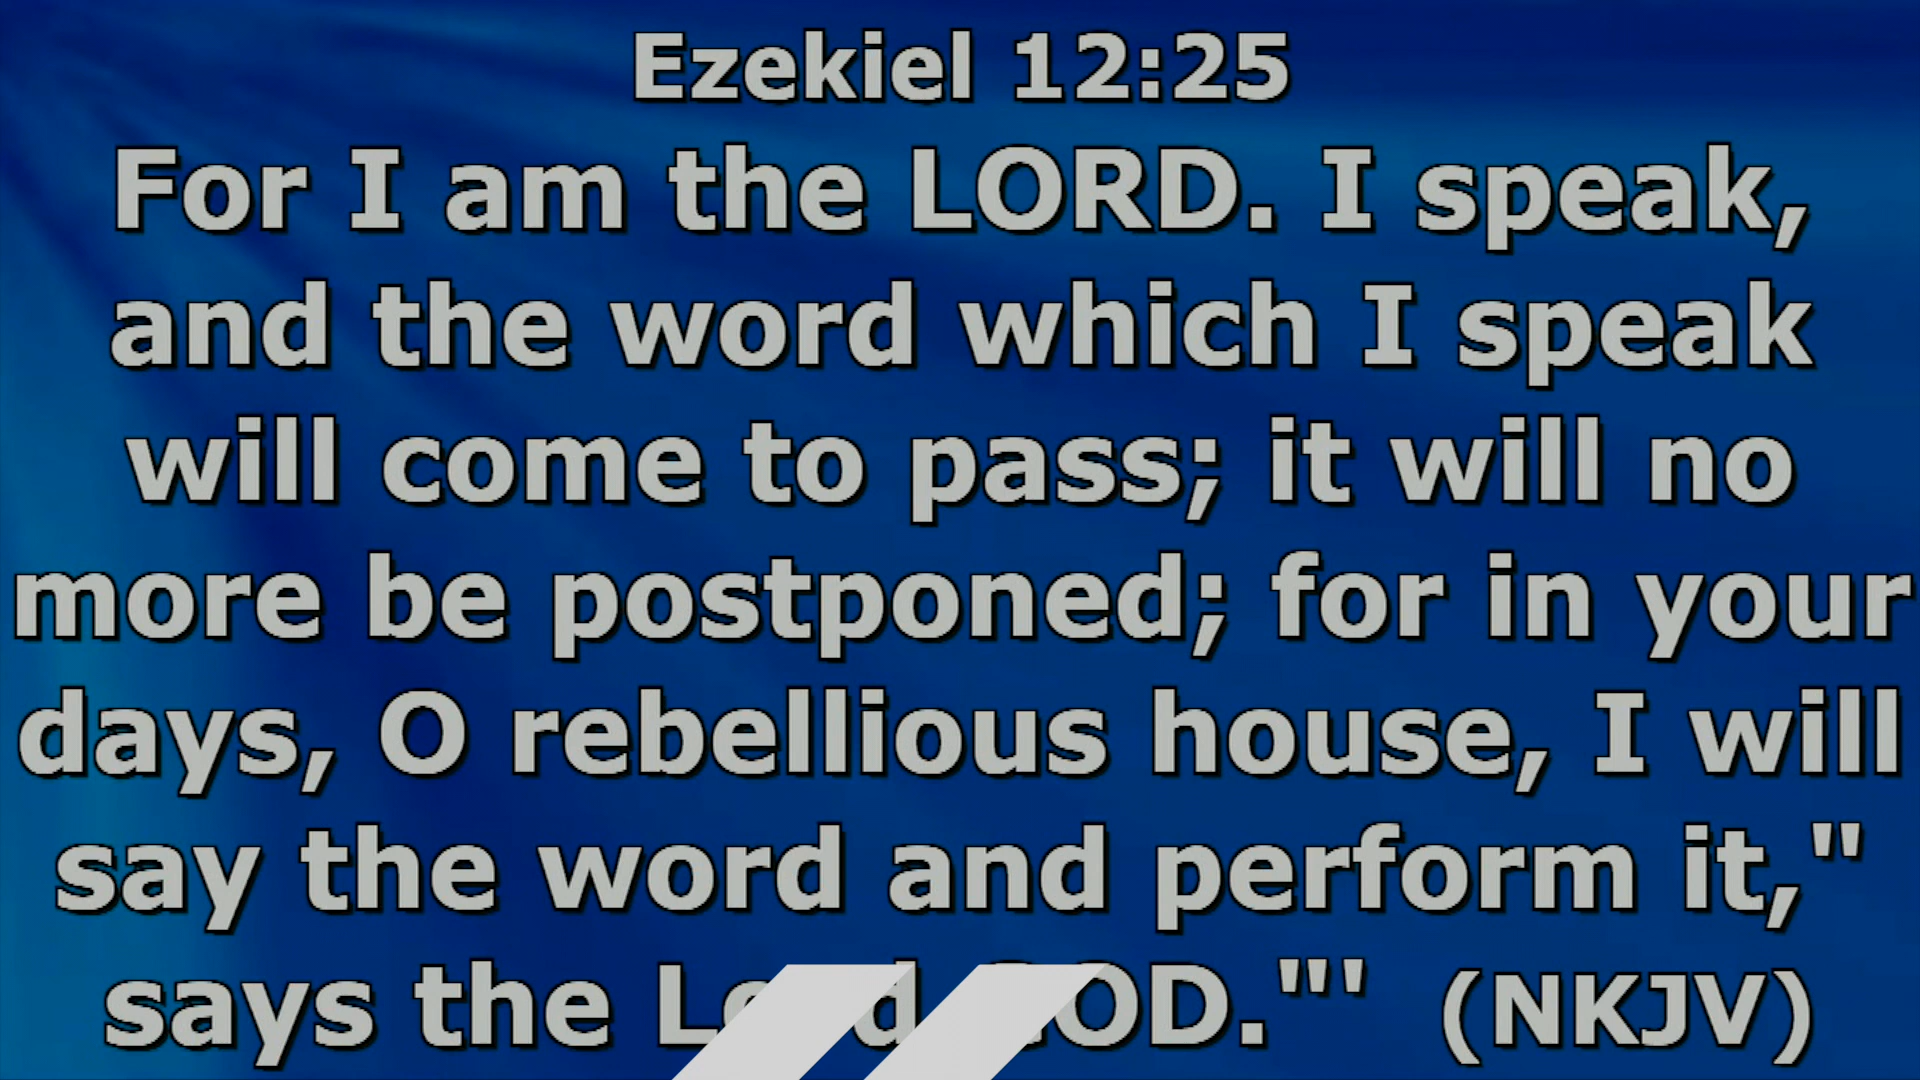 Ezekiel 12:25
For I am the LORD. I speak,
and the word which I speak
will come to pass; it will no
more be postponed; for in your
days, O rebellious house, I will
say the word and perform it,"
says the Lord GOD."' (NKJV)